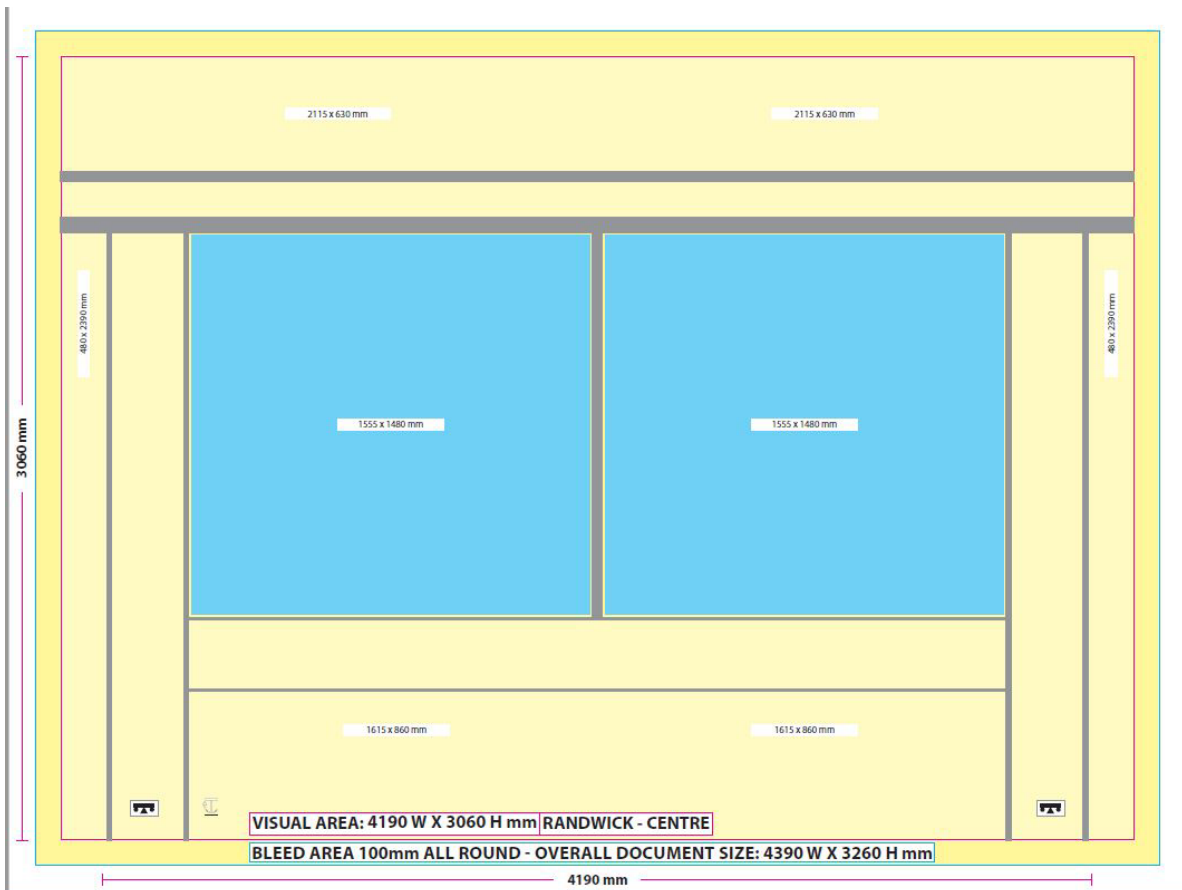 2115 x 630 mm
2115 x 630 mm
480 x 2390 mm
480 x 2390 mm
1555 x 1480 mm
1555 x 1480 mm
3060 mm
1615 x 860 mm
1615 x 860 mm
VISUAL AREA: 4190 W X 3060 H mm
RANDWICK - CENTRE
BLEED AREA 100mm ALL ROUND - OVERALL DOCUMENT SIZE: 4390 W X 3260 H mm
4190 mm